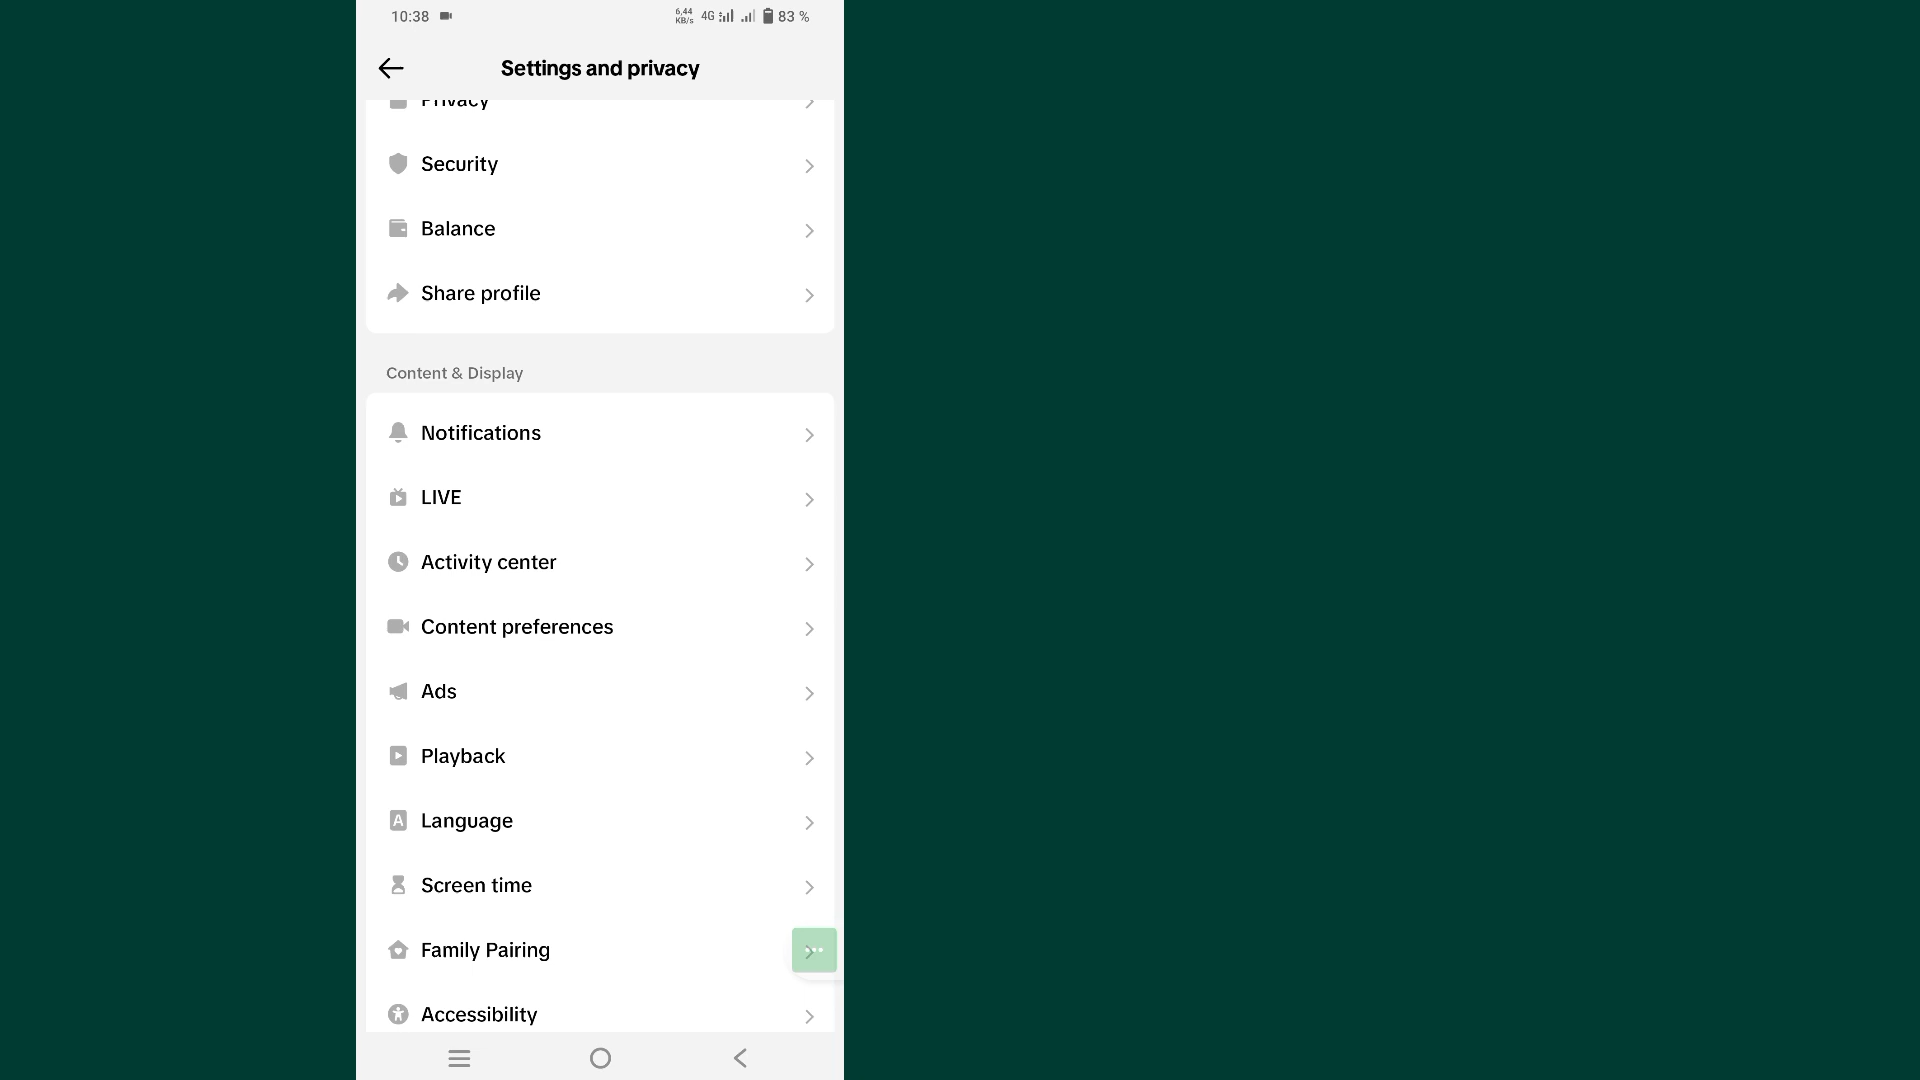 10:38
6,44
KB/s
4G
83 %
Settings and privacy
Privacy
Security
Balance
Share profile
Content & Display
Notifications
LIVE
Activity center
Content preferences
Ads
Playback
A
Language
Screen time
Family Pairing
Accessibility